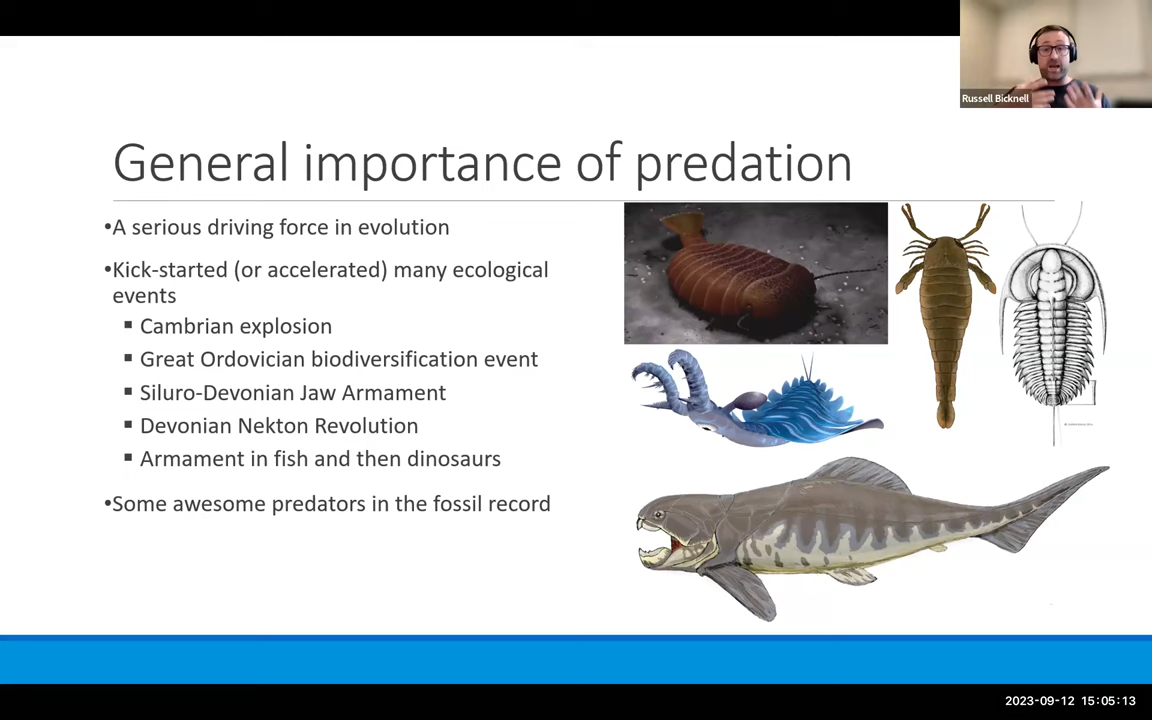 Russell Bicknell
General importance of predation
•A serious driving force in evolution
•Kick-started (or accelerated) many ecological
events
▪ Cambrian explosion
▪ Great Ordovician biodiversification event
▪ Siluro-Devonian Jaw Armament
▪ Devonian Nekton Revolution
▪ Armament in fish and then dinosaurs
•Some awesome predators in the fossil record
2023-09-12 15:05:13